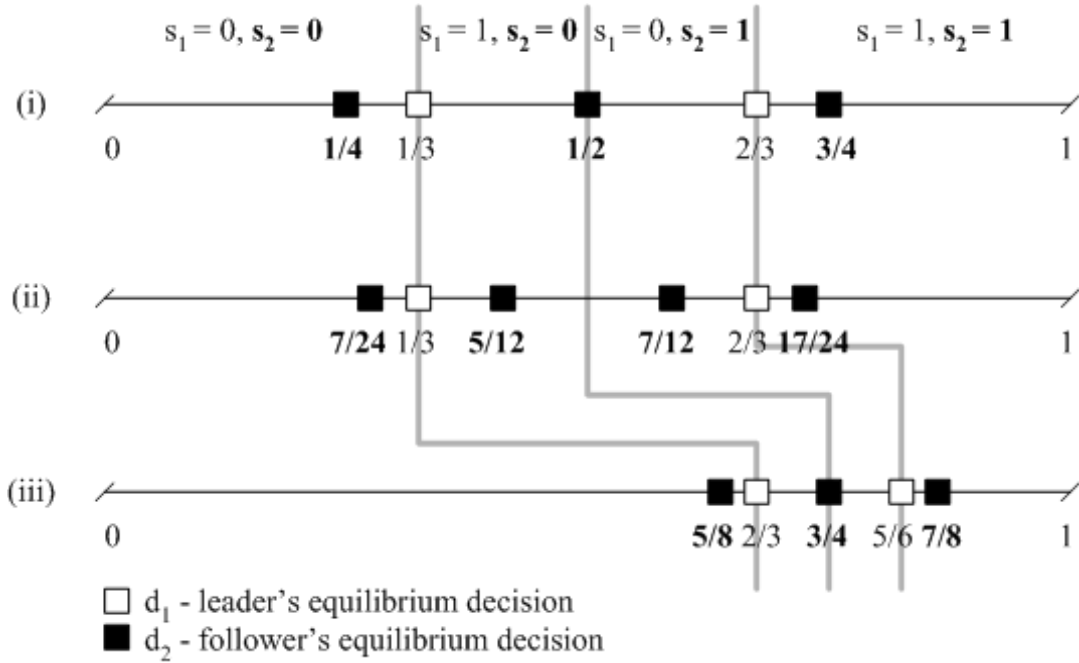 s1 = 0, s2 = 0 s1 = 1, s2 = 0 s1 = 0, s2 = 1 s1 = 1, s2 = 1
(i)
0 1/4 1/3 1/2 2/3 3/4 1
(ii)
0 7/24 1/3 5/12 7/12 2/3 17/24 1
(iii)
0 5/8 2/3 3/4 5/6 7/8 1
d1 - leader's equilibrium decision
d2 - follower's equilibrium decision